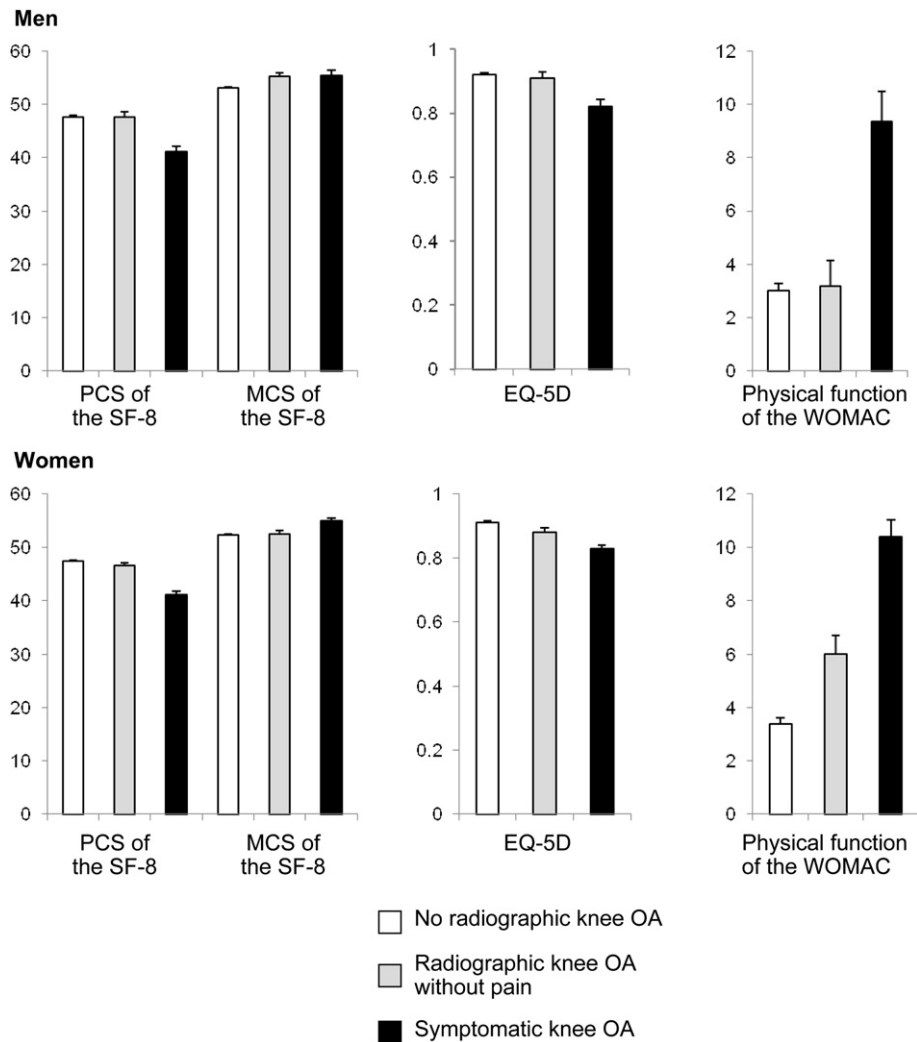 Men
60
50
40
30
20
10
0
PCS of
the SF-8
MCS of
the SF-8
1
0.8
0.6
0.4
0.2
0
EQ-5D
12
10
8
6
4
2
0
Physical function
of the WOMAC
Women
60
50
40
30
20
10
0
PCS of
the SF-8
MCS of
the SF-8
1
0.8
0.6
0.4
0.2
0
EQ-5D
12
10
8
6
4
2
0
Physical function
of the WOMAC
No radiographic knee OA
Radiographic knee OA
without pain
Symptomatic knee OA